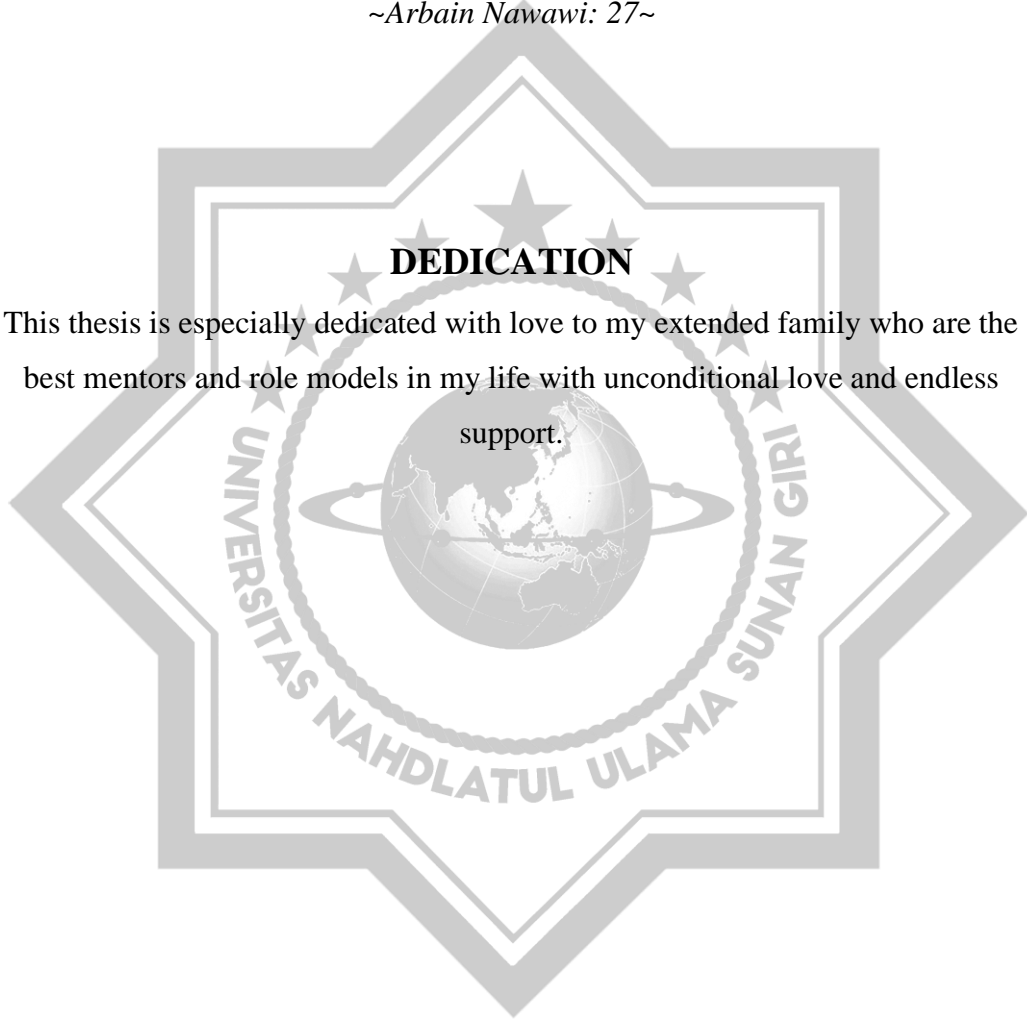 ~Arbain Nawawi: 27~
DEDICATION
This thesis is especially dedicated with love to my extended family who are the
best mentors and role models in my life with unconditional love and endless
support.
UNIVERSITAS NAHDLATUL ULAMA SUNAN GIRI